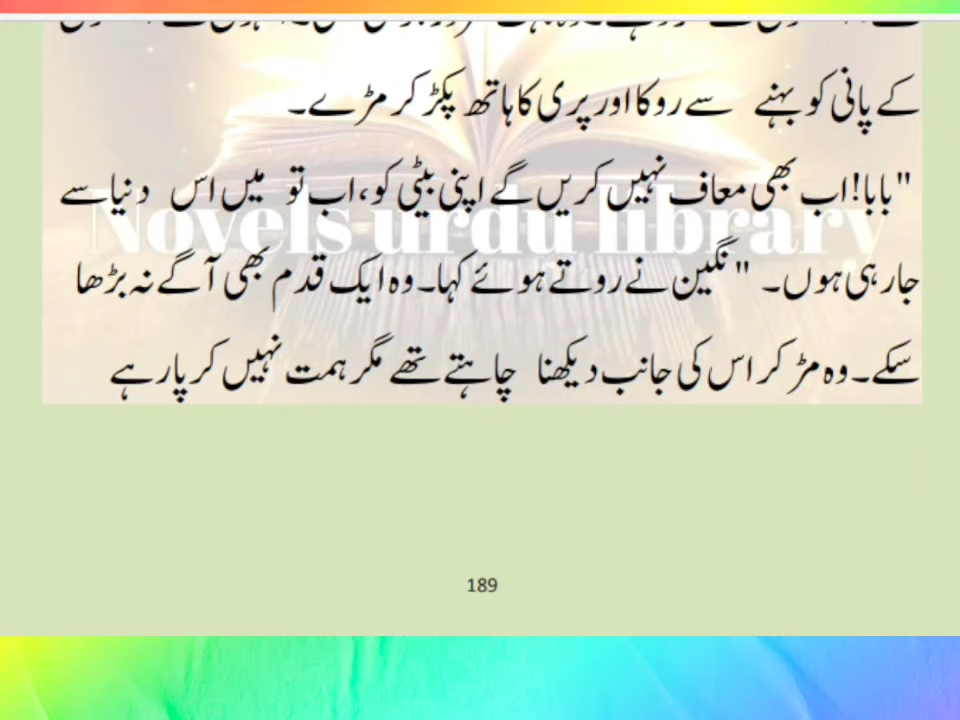 کے پانی کو بہنے سے روکا اور پری کا ہاتھ پکڑ کر مڑے۔
"بابا! اب بھی معاف نہیں کریں گے اپنی بیٹی کو، اب تو میں اس دنیا سے
جا رہی ہوں۔ "نگین نے روتے ہوئے کہا۔ وہ ایک قدم بھی آگے نہ بڑھا
سکے۔ وہ مڑ کر اس کی جانب دیکھنا چاہتے تھے مگر ہمت نہیں کر پا رہے
Novels urdu library
189